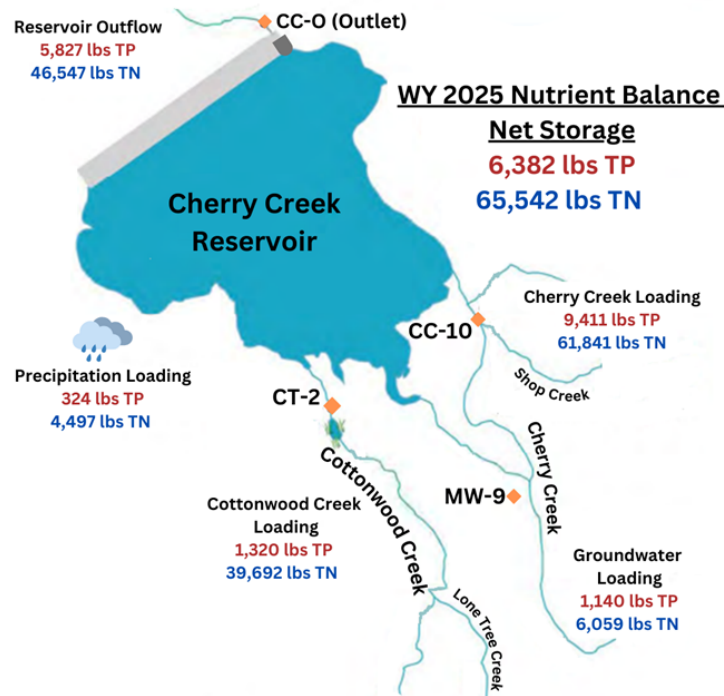 CC-O (Outlet)
Reservoir Outflow
5,827 lbs TP
46,547 lbs TN
WY 2025 Nutrient Balance
Net Storage
6,382 lbs TP
65,542 lbs TN
Cherry Creek
Reservoir
Cherry Creek Loading
9,411 lbs TP
61,841 lbs TN
CC-10
Shop Creek
Precipitation Loading
324 lbs TP
4,497 lbs TN
CT-2
Cottonwood Creek
Cherry Creek
MW-9
Cottonwood Creek
Loading
1,320 lbs TP
39,692 lbs TN
Groundwater
Loading
1,140 lbs TP
6,059 lbs TN
Lone Tree Creek